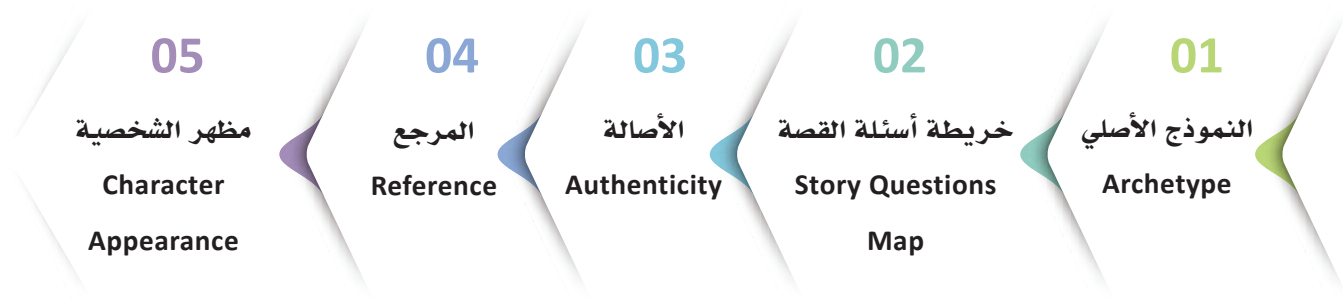 01
النموذج الأصلي
Archetype
02
خريطة أسئلة القصة
Story Questions
Map
03
الأصالة
Authenticity
04
المرجع
Reference
05
مظهر الشخصية
Character
Appearance